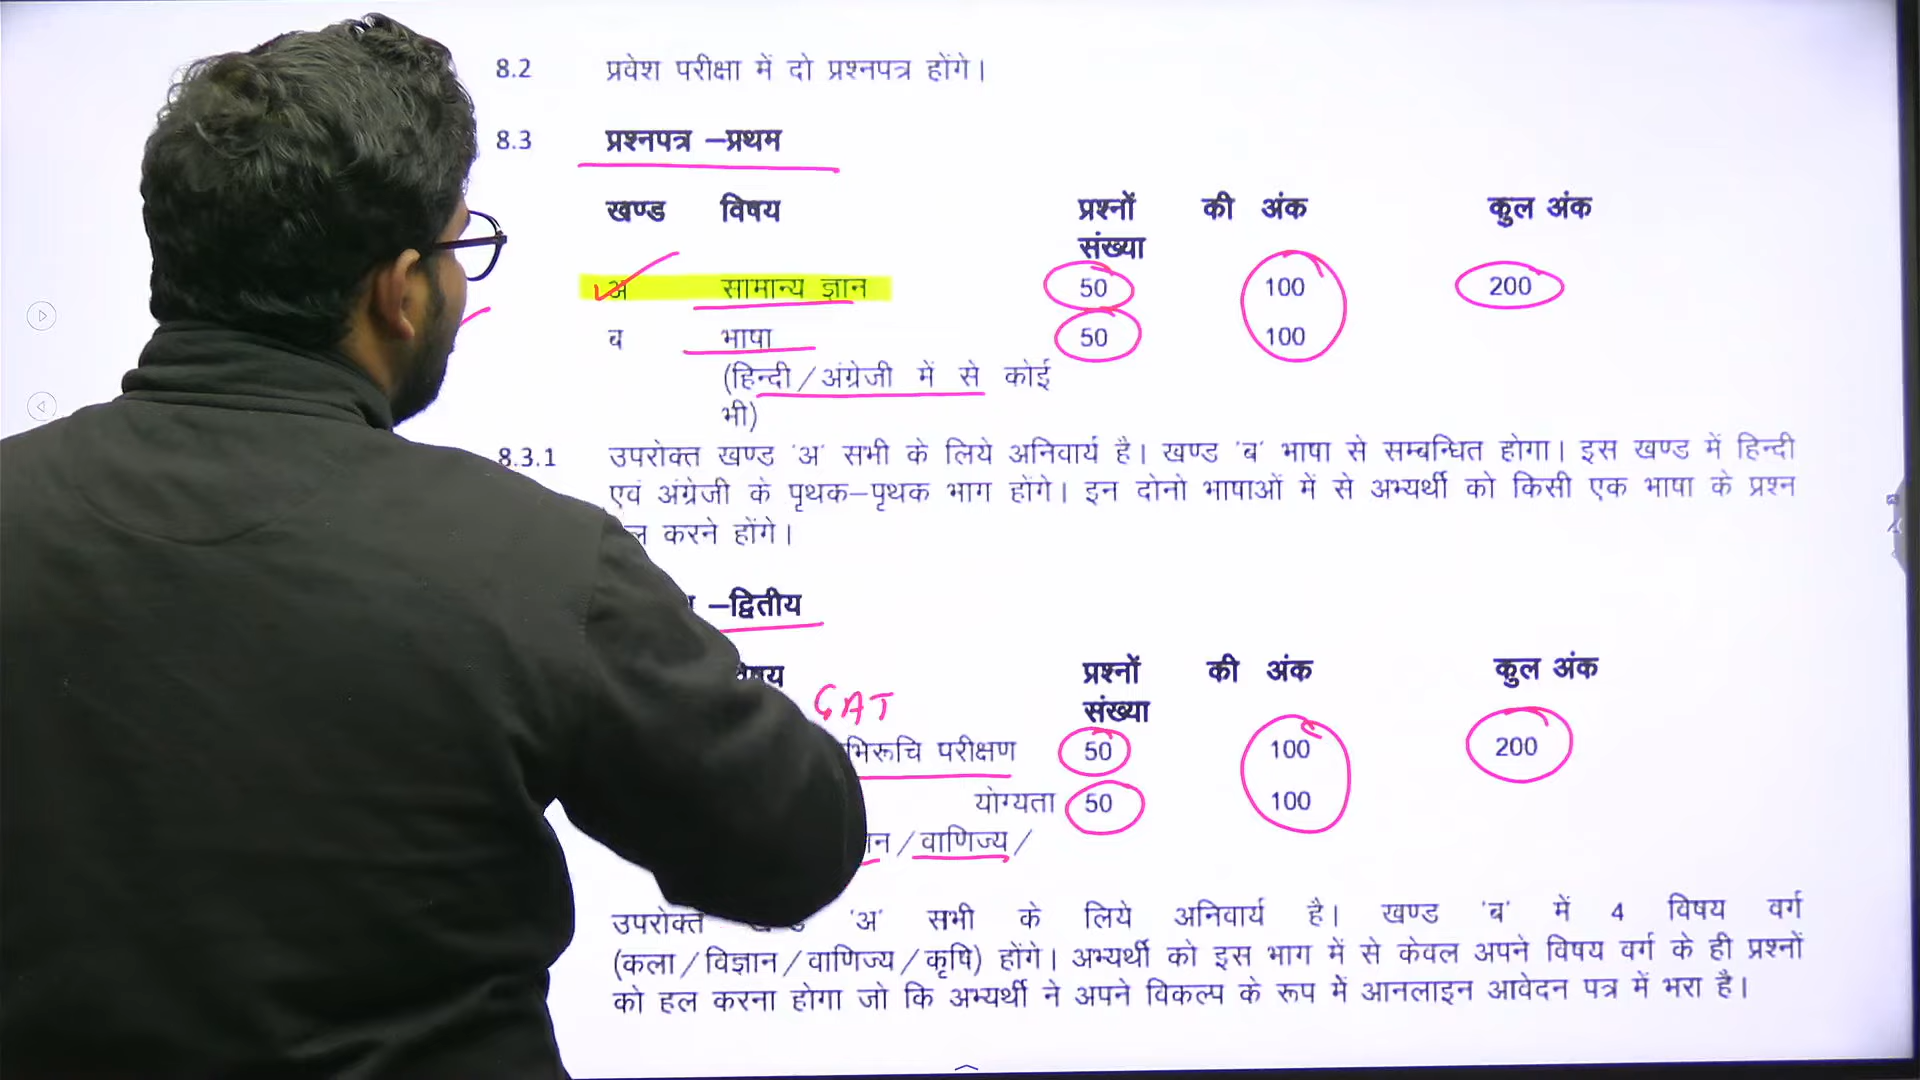 8.2 प्रवेश परीक्षा में दो प्रश्नपत्र होंगे।
8.3 प्रश्नपत्र –प्रथम
खण्ड विषय प्रश्नों की अंक कुल अंक
संख्या
अ सामान्य ज्ञान 50 100 200
व भाषा 50 100
(हिन्दी/अंग्रेजी में से कोई
भी)
8.3.1 उपरोक्त खण्ड 'अ' सभी के लिये अनिवार्य है। खण्ड 'ब' भाषा से सम्बन्धित होगा। इस खण्ड में हिन्दी
एवं अंग्रेजी के पृथक–पृथक भाग होंगे। इन दोनो भाषाओं में से अभ्यर्थी को किसी एक भाषा के प्रश्न
करने होंगे।
–द्वितीय
प्रश्नों की अंक कुल अंक
GAT संख्या
परीक्षण 50 100 200
योग्यता 50 100
/वाणिज्य/
उपरोक्त 'अ' सभी के लिये अनिवार्य है। खण्ड 'ब' में 4 विषय वर्ग
(कला/विज्ञान/वाणिज्य/कृषि) होंगे। अभ्यर्थी को इस भाग में से केवल अपने विषय वर्ग के ही प्रश्नों
को हल करना होगा जो कि अभ्यर्थी ने अपने विकल्प के रूप में आनलाइन आवेदन पत्र में भरा है।